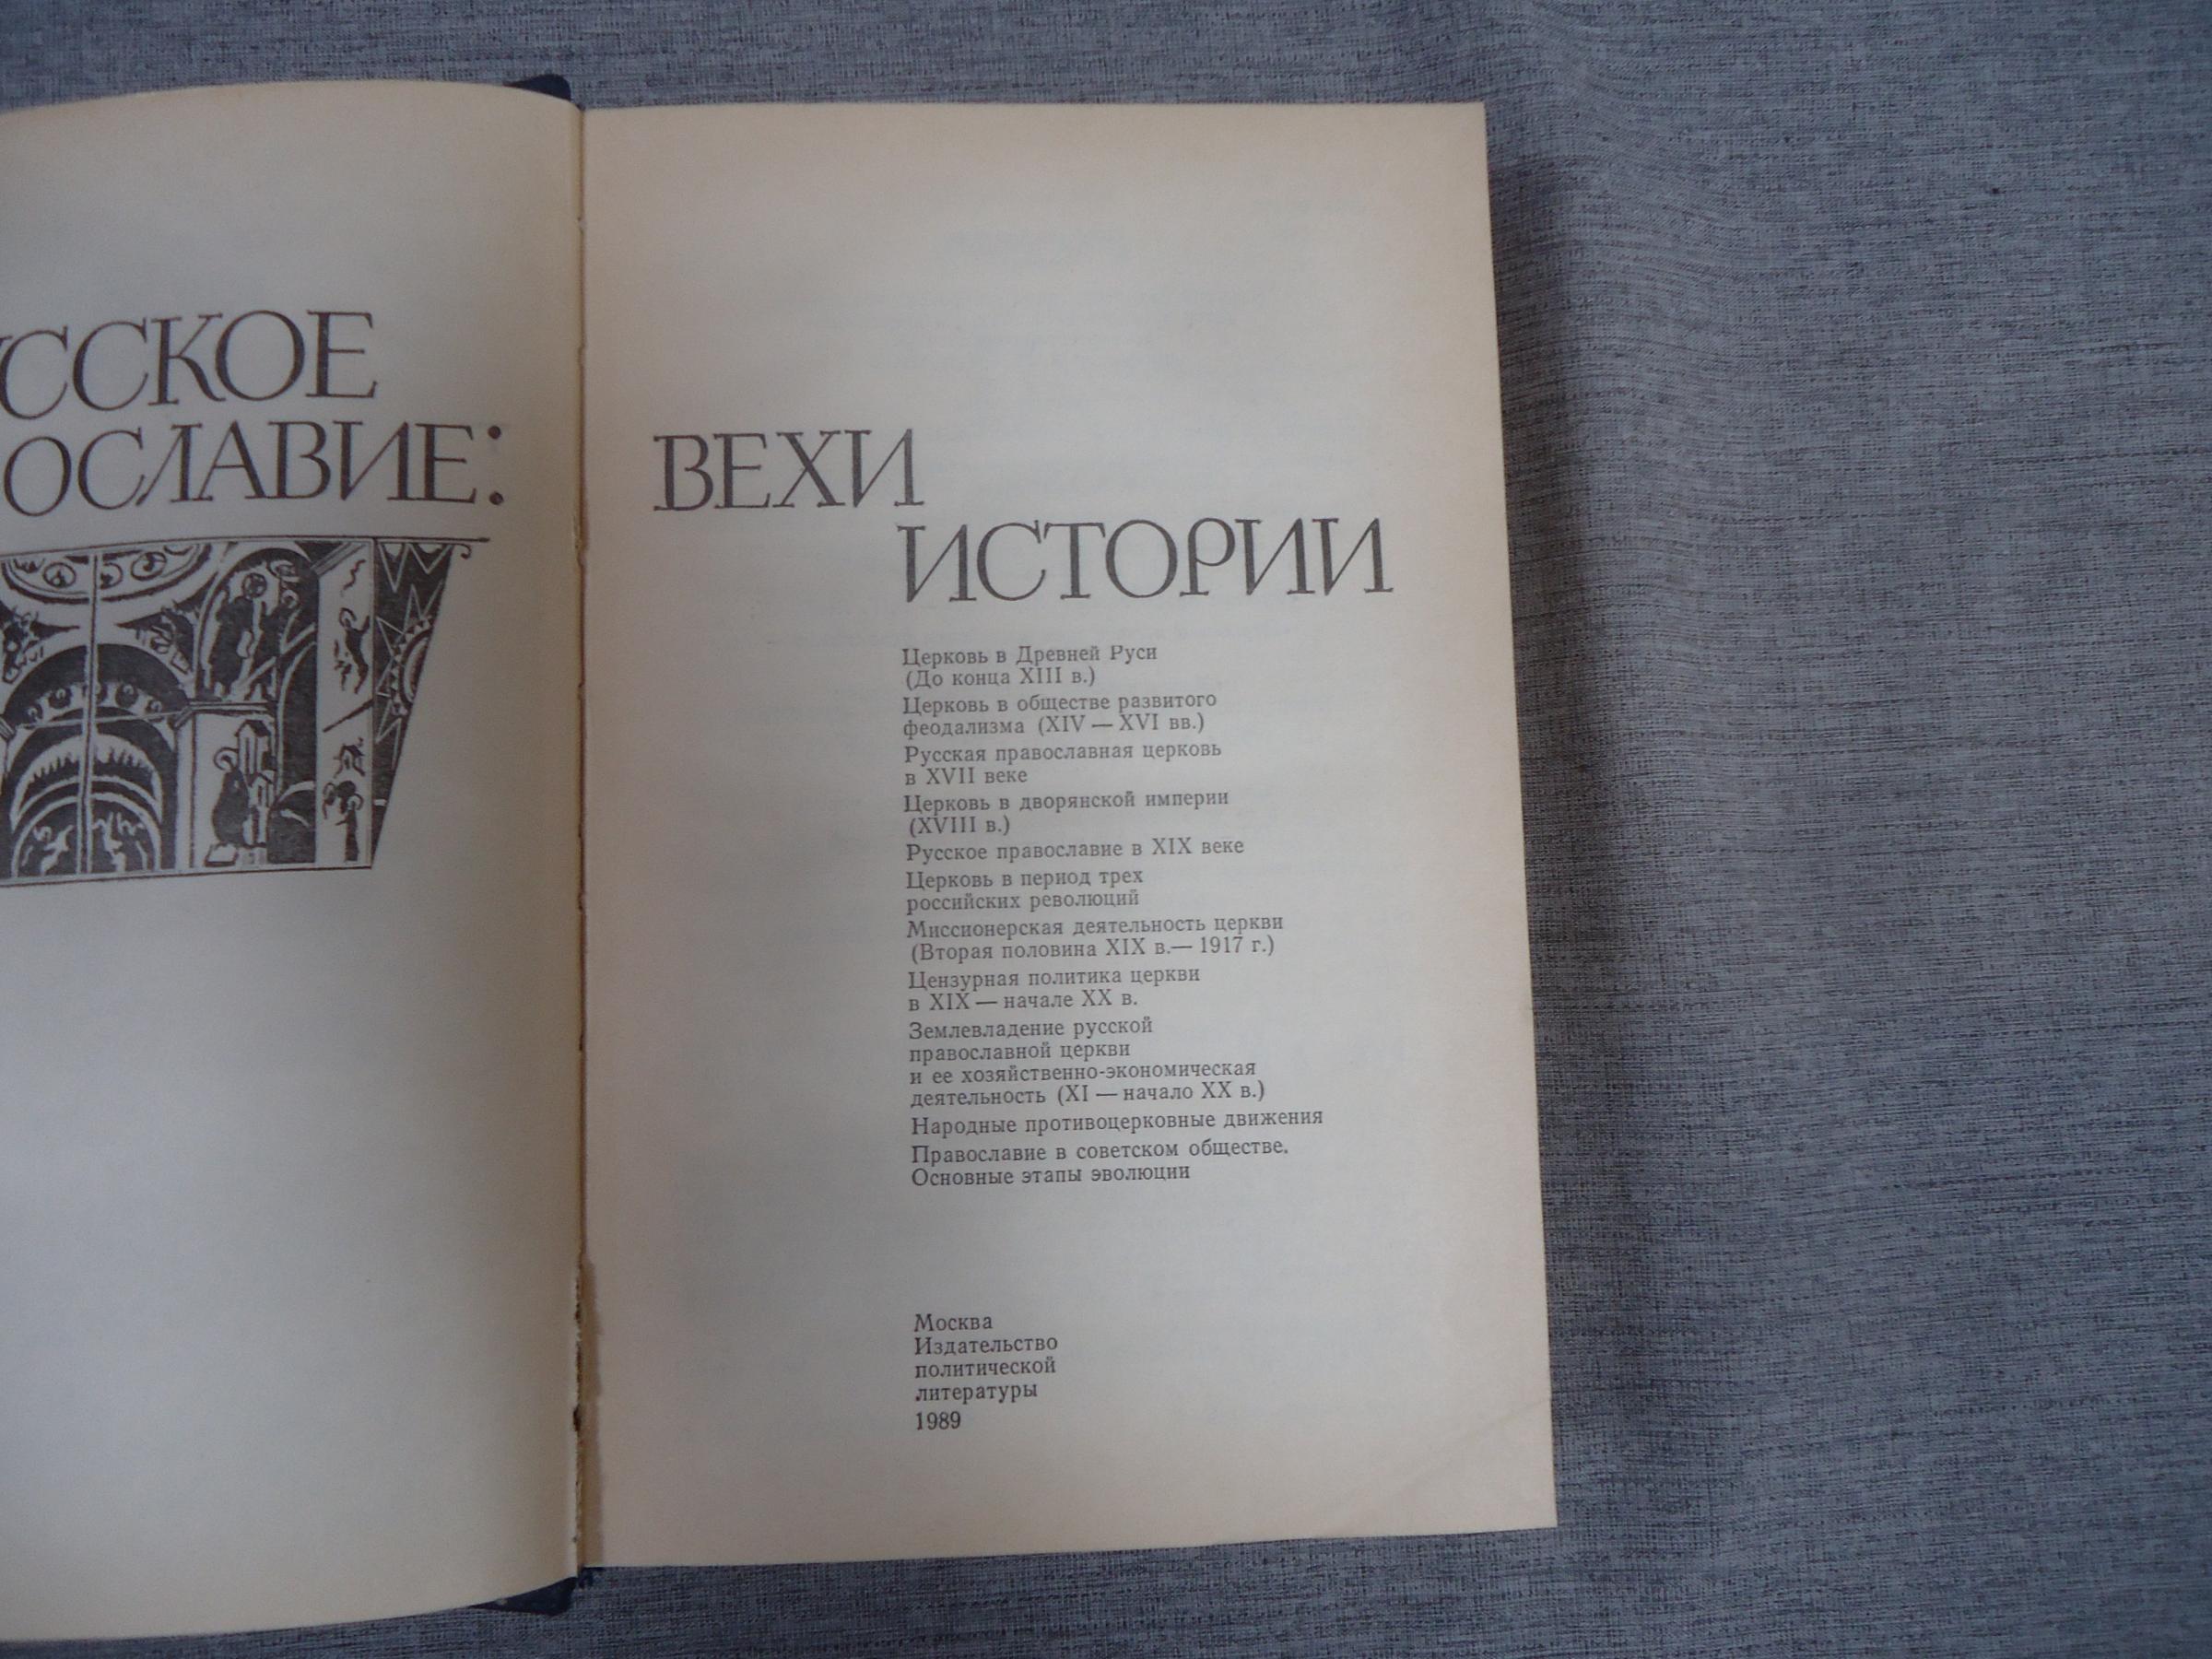 УССКОЕ
ОСЛАВИЕ:
ВЕХИ
ИСТОРИИ
Церковь в Древней Руси
(До конца XIII в.)
Церковь в обществе развитого
феодализма (XIV — XVI вв.)
Русская православная церковь
в XVII веке
Церковь в дворянской империи
(XVIII в.)
Русское православие в XIX веке
Церковь в период трех
российских революций
Миссионерская деятельность церкви
(Вторая половина XIX в.— 1917 г.)
Цензурная политика церкви
в XIX — начале XX в.
Землевладение русской
православной церкви
и ее хозяйственно-экономическая
деятельность (XI — начало XX в.)
Народные противоцерковные движения
Православие в советском обществе.
Основные этапы эволюции
Москва
Издательство
политической
литературы
1989